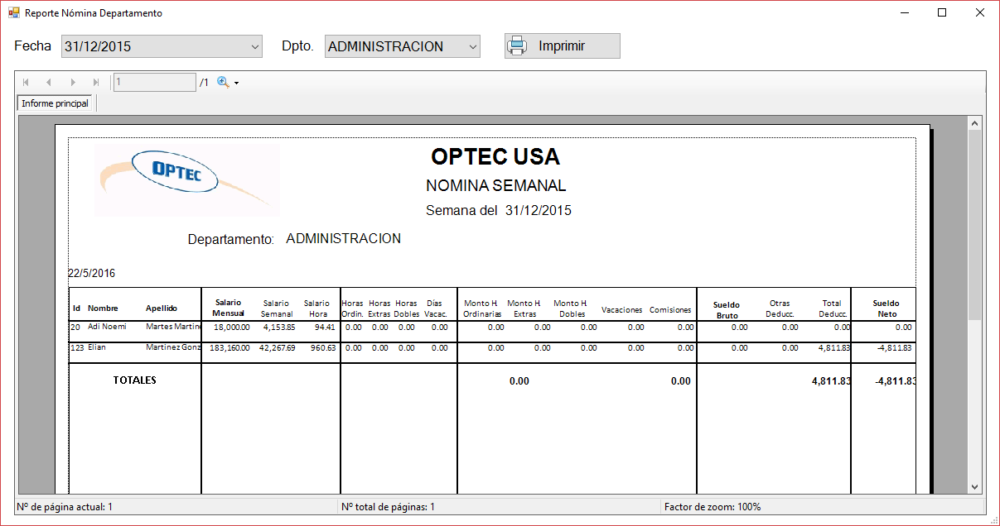 Reporte Nómina Departamento
Fecha 31/12/2015 Dpto. ADMINISTRACION Imprimir
1 /1
Informe principal
OPTEC
OPTEC USA
NOMINA SEMANAL
Semana del 31/12/2015
Departamento: ADMINISTRACION
22/5/2016
Id Nombre Apellido Salario Mensual Salario Semanal Salario Hora Horas Ordin. Horas Extras Horas Dobles Días Vacac. Monto H. Ordinarias Monto H. Extras Monto H. Dobles Vacaciones Comisiones Sueldo Bruto Otras Deducc. Total Deducc. Sueldo Neto
20 Adi Noemi Martes Martin 18,000.00 4,153.85 94.41 0.00 0.00 0.00 0.00 0.00 0.00 0.00 0.00 0.00 0.00 0.00 0.00 0.00
123 Elian Martinez Gonz 183,160.00 42,267.69 960.63 0.00 0.00 0.00 0.00 0.00 0.00 0.00 0.00 0.00 0.00 0.00 4,811.83 -4,811.83
TOTALES 0.00 0.00 4,811.83 -4,811.83
Nº de página actual: 1 Nº total de páginas: 1 Factor de zoom: 100%